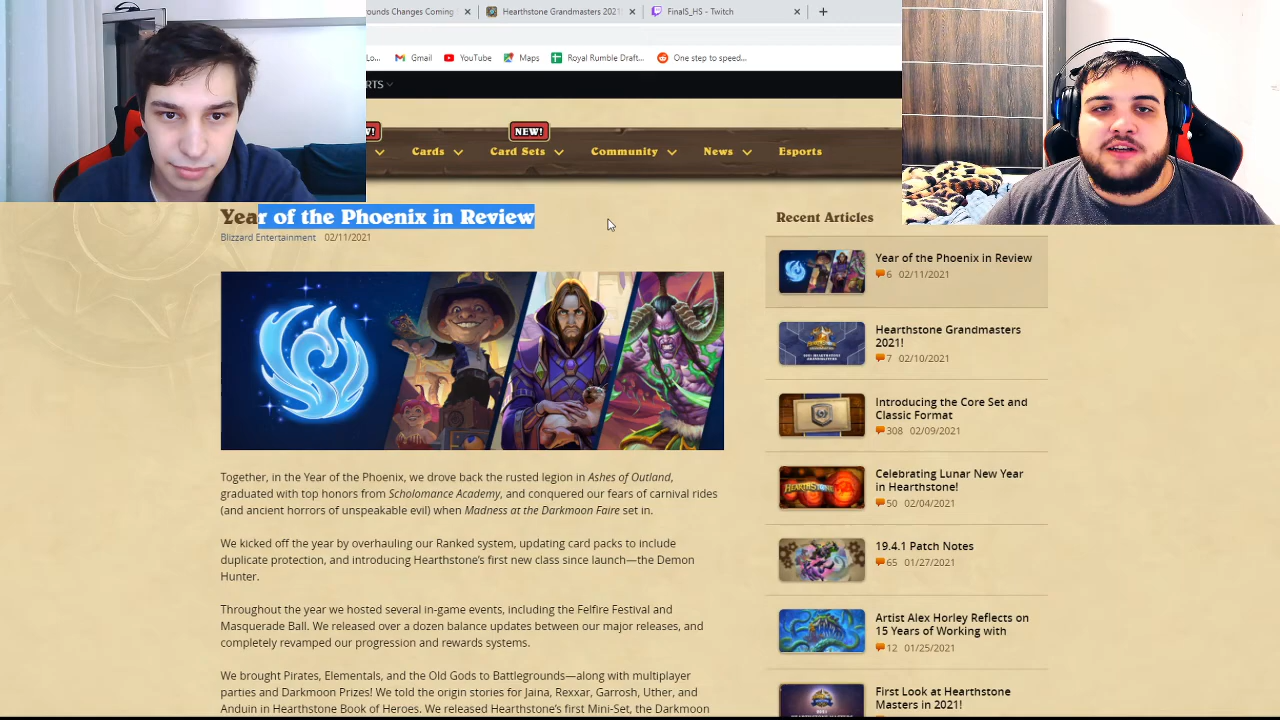 rounds Changes Coming
Hearthstone Grandmasters 2021!
FinalS_HS - Twitch
Lo...
Gmail
YouTube
Maps
Royal Rumble Draft...
One step to speed...
RTS
NEW!
Cards
Card Sets
Community
News
Esports
Year of the Phoenix in Review
Blizzard Entertainment 02/11/2021
Together, in the Year of the Phoenix, we drove back the rusted legion in Ashes of Outland,
graduated with top honors from Scholomance Academy, and conquered our fears of carnival rides
(and ancient horrors of unspeakable evil) when Madness at the Darkmoon Faire set in.
We kicked off the year by overhauling our Ranked system, updating card packs to include
duplicate protection, and introducing Hearthstone's first new class since launch—the Demon
Hunter.
Throughout the year we hosted several in-game events, including the Felfire Festival and
Masquerade Ball. We released over a dozen balance updates between our major releases, and
completely revamped our progression and rewards systems.
We brought Pirates, Elementals, and the Old Gods to Battlegrounds—along with multiplayer
parties and Darkmoon Prizes! We told the origin stories for Jaina, Rexxar, Garrosh, Uther, and
Anduin in Hearthstone Book of Heroes. We released Hearthstone's first Mini-Set, the Darkmoon
Recent Articles
Year of the Phoenix in Review
6 02/11/2021
Hearthstone Grandmasters
2021!
7 02/10/2021
Introducing the Core Set and
Classic Format
308 02/09/2021
Celebrating Lunar New Year
in Hearthstone!
50 02/04/2021
19.4.1 Patch Notes
65 01/27/2021
Artist Alex Horley Reflects on
15 Years of Working with
12 01/25/2021
First Look at Hearthstone
Masters in 2021!